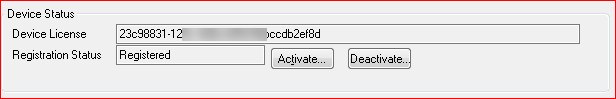 Device Status
Device License 23c98831-12 ccdb2ef8d
Registration Status Registered Activate... Deactivate...